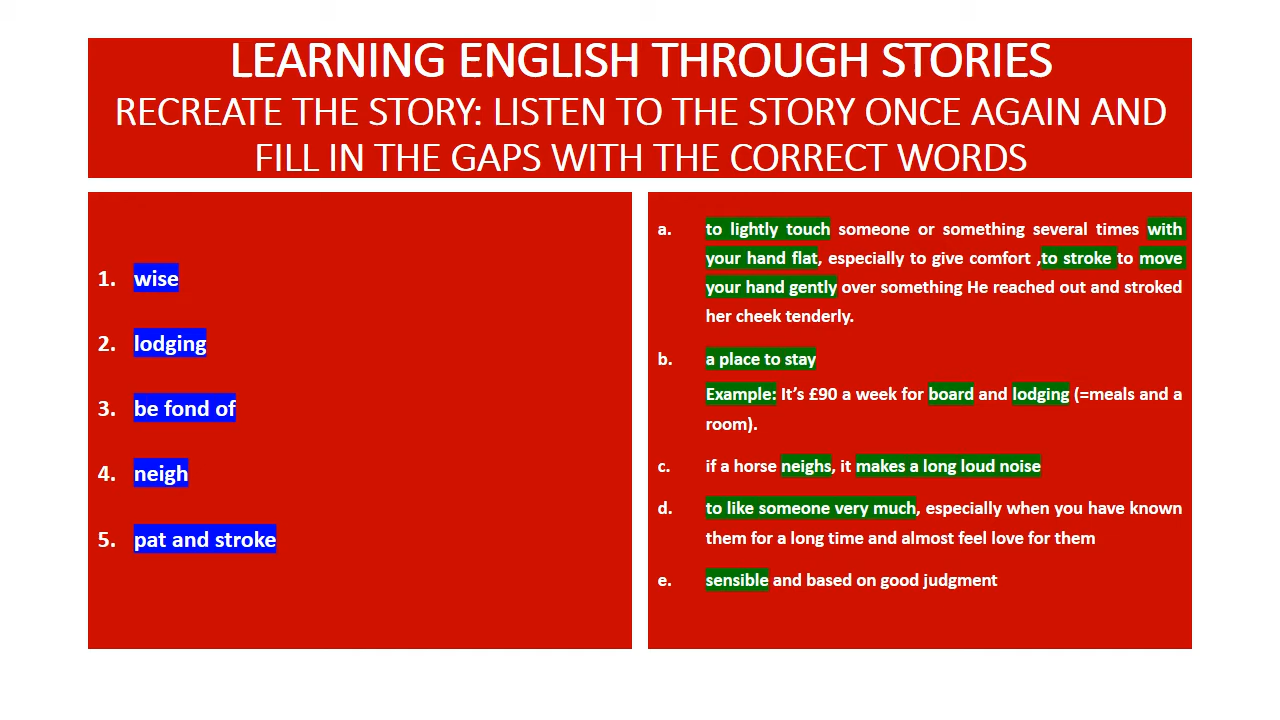 LEARNING ENGLISH THROUGH STORIES
RECREATE THE STORY: LISTEN TO THE STORY ONCE AGAIN AND
FILL IN THE GAPS WITH THE CORRECT WORDS
1. wise
2. lodging
3. be fond of
4. neigh
5. pat and stroke
a. to lightly touch someone or something several times with
your hand flat, especially to give comfort ,to stroke to move
your hand gently over something He reached out and stroked
her cheek tenderly.
b. a place to stay
Example: It’s £90 a week for board and lodging (=meals and a
room).
c. if a horse neighs, it makes a long loud noise
d. to like someone very much, especially when you have known
them for a long time and almost feel love for them
e. sensible and based on good judgment